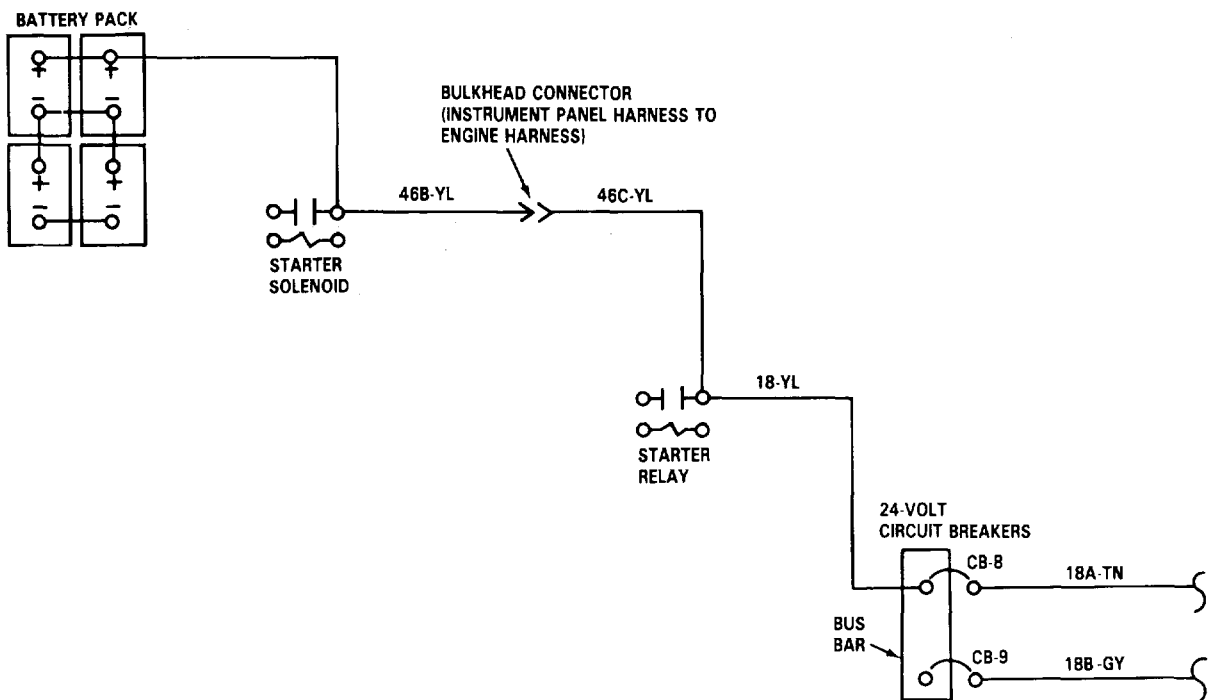 BATTERY PACK
+ +
– –
+ +
– –
BULKHEAD CONNECTOR
(INSTRUMENT PANEL HARNESS TO
ENGINE HARNESS)
46B-YL
46C-YL
STARTER
SOLENOID
18-YL
STARTER
RELAY
24-VOLT
CIRCUIT BREAKERS
CB-8
18A-TN
BUS
BAR
CB-9
18B-GY